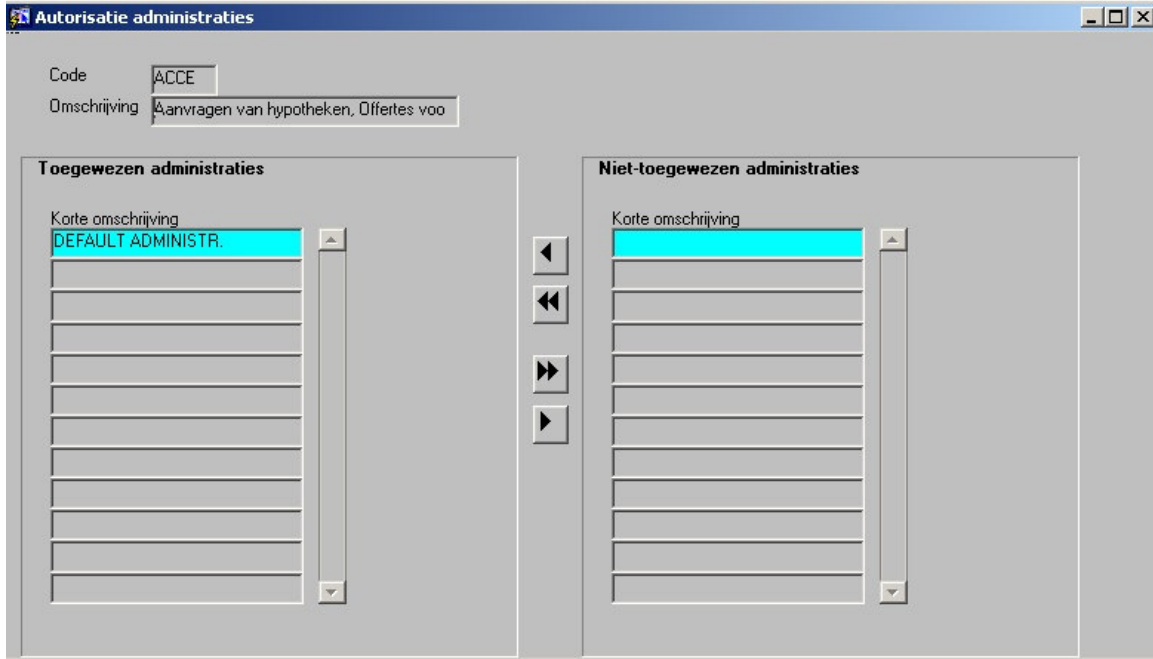 Autorisatie administraties
Code ACCE
Omschrijving Aanvragen van hypotheken, Offertes voo
Toegewezen administraties
Korte omschrijving
DEFAULT ADMINISTR.
Niet-toegewezen administraties
Korte omschrijving